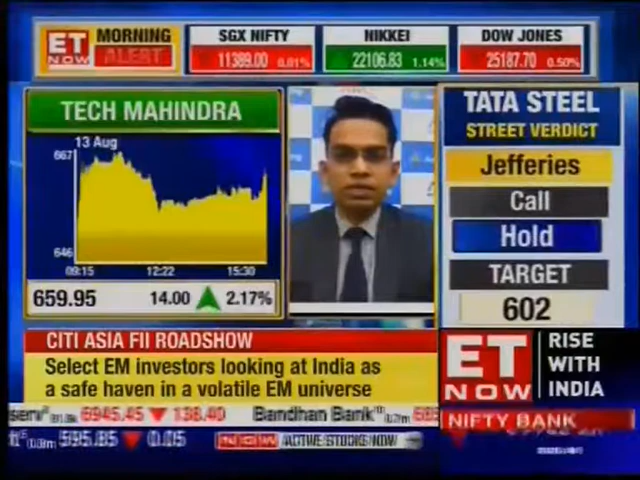 ET NOW
MORNING ALERT
SGX NIFTY
11389.00 0.01%
NIKKEI
22106.83 1.14%
DOW JONES
25187.70 0.50%
TECH MAHINDRA
13 Aug
667
646
09:15 12:22 15:30
659.95 14.00 2.17%
TATA STEEL
STREET VERDICT
Jefferies
Call
Hold
TARGET
602
CITI ASIA FII ROADSHOW
Select EM investors looking at India as
a safe haven in a volatile EM universe
ET NOW
RISE
WITH
INDIA
6945.45 138.40 Bandhan Bank
595.85 0.05 NOW ACTIVE STOCKS NOW
NIFTY BANK